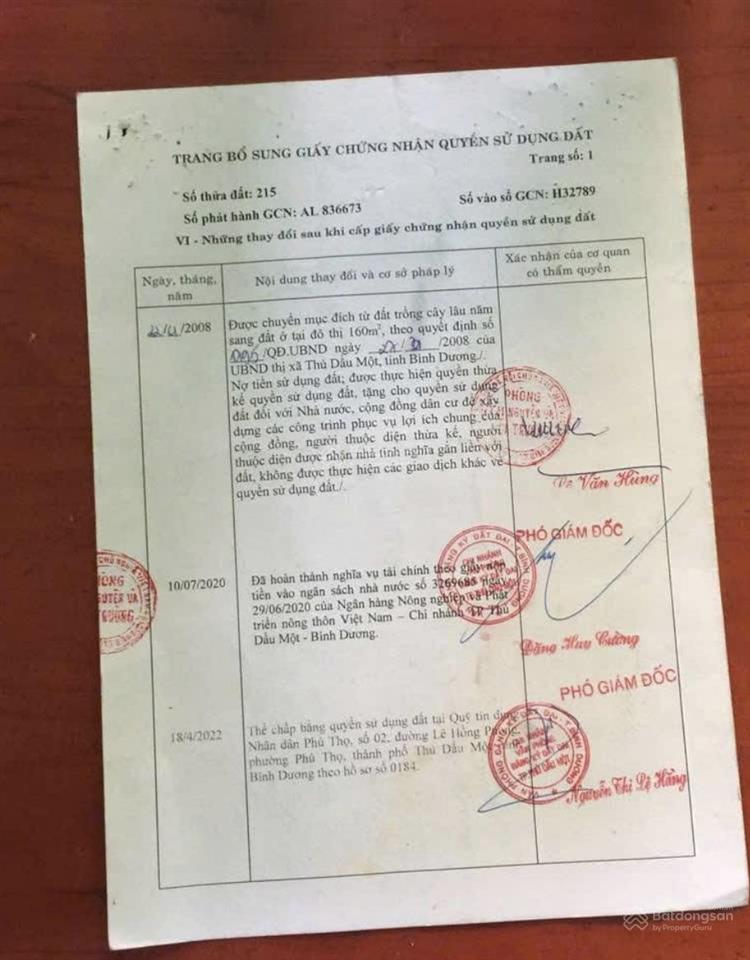 TRANG BỔ SUNG GIẤY CHỨNG NHẬN QUYỀN SỬ DỤNG ĐẤT
Trang số: 1
Số thửa đất: 215
Số vào sổ GCN: H32789
Số phát hành GCN: AL 836673
VI - Những thay đổi sau khi cấp giấy chứng nhận quyền sử dụng đất
Ngày, tháng, năm
Nội dung thay đổi và cơ sở pháp lý
Xác nhận của cơ quan có thẩm quyền
/2008
Được chuyển mục đích từ đất trồng cây lâu năm
sang đất ở tại đô thị 160m², theo quyết định số
/QĐ.UBND ngày /2008 của
UBND thị xã Thủ Dầu Một, tỉnh Bình Dương./.
Nợ tiền sử dụng đất; được thực hiện quyền thừa
kế quyền sử dụng đất, tặng cho quyền sử dụng
đất đối với Nhà nước, cộng đồng dân cư để xây
dựng các công trình phục vụ lợi ích chung của
cộng đồng, người thuộc diện thừa kế, người
thuộc diện được nhận nhà tình nghĩa gắn liền với
đất, không được thực hiện các giao dịch khác về
quyền sử dụng đất./.
Văn Hùng
PHÓ GIÁM ĐỐC
10/07/2020
Đã hoàn thành nghĩa vụ tài chính theo giấy nộp
tiền vào ngân sách nhà nước số 3269685 ngày
29/06/2020 của Ngân hàng Nông nghiệp và Phát
triển nông thôn Việt Nam – Chi nhánh TP Thủ
Dầu Một - Bình Dương.
Đặng Huy Cường
PHÓ GIÁM ĐỐC
18/4/2022
Thế chấp bằng quyền sử dụng đất tại Quỹ tín dụng
Nhân dân Phú Thọ, số 02, đường Lê Hồng Phong,
phường Phú Thọ, thành phố Thủ Dầu Một,
Bình Dương theo hồ sơ số 0184.
Nguyễn Thị Lệ Hằng
Batdongsan
by PropertyGuru